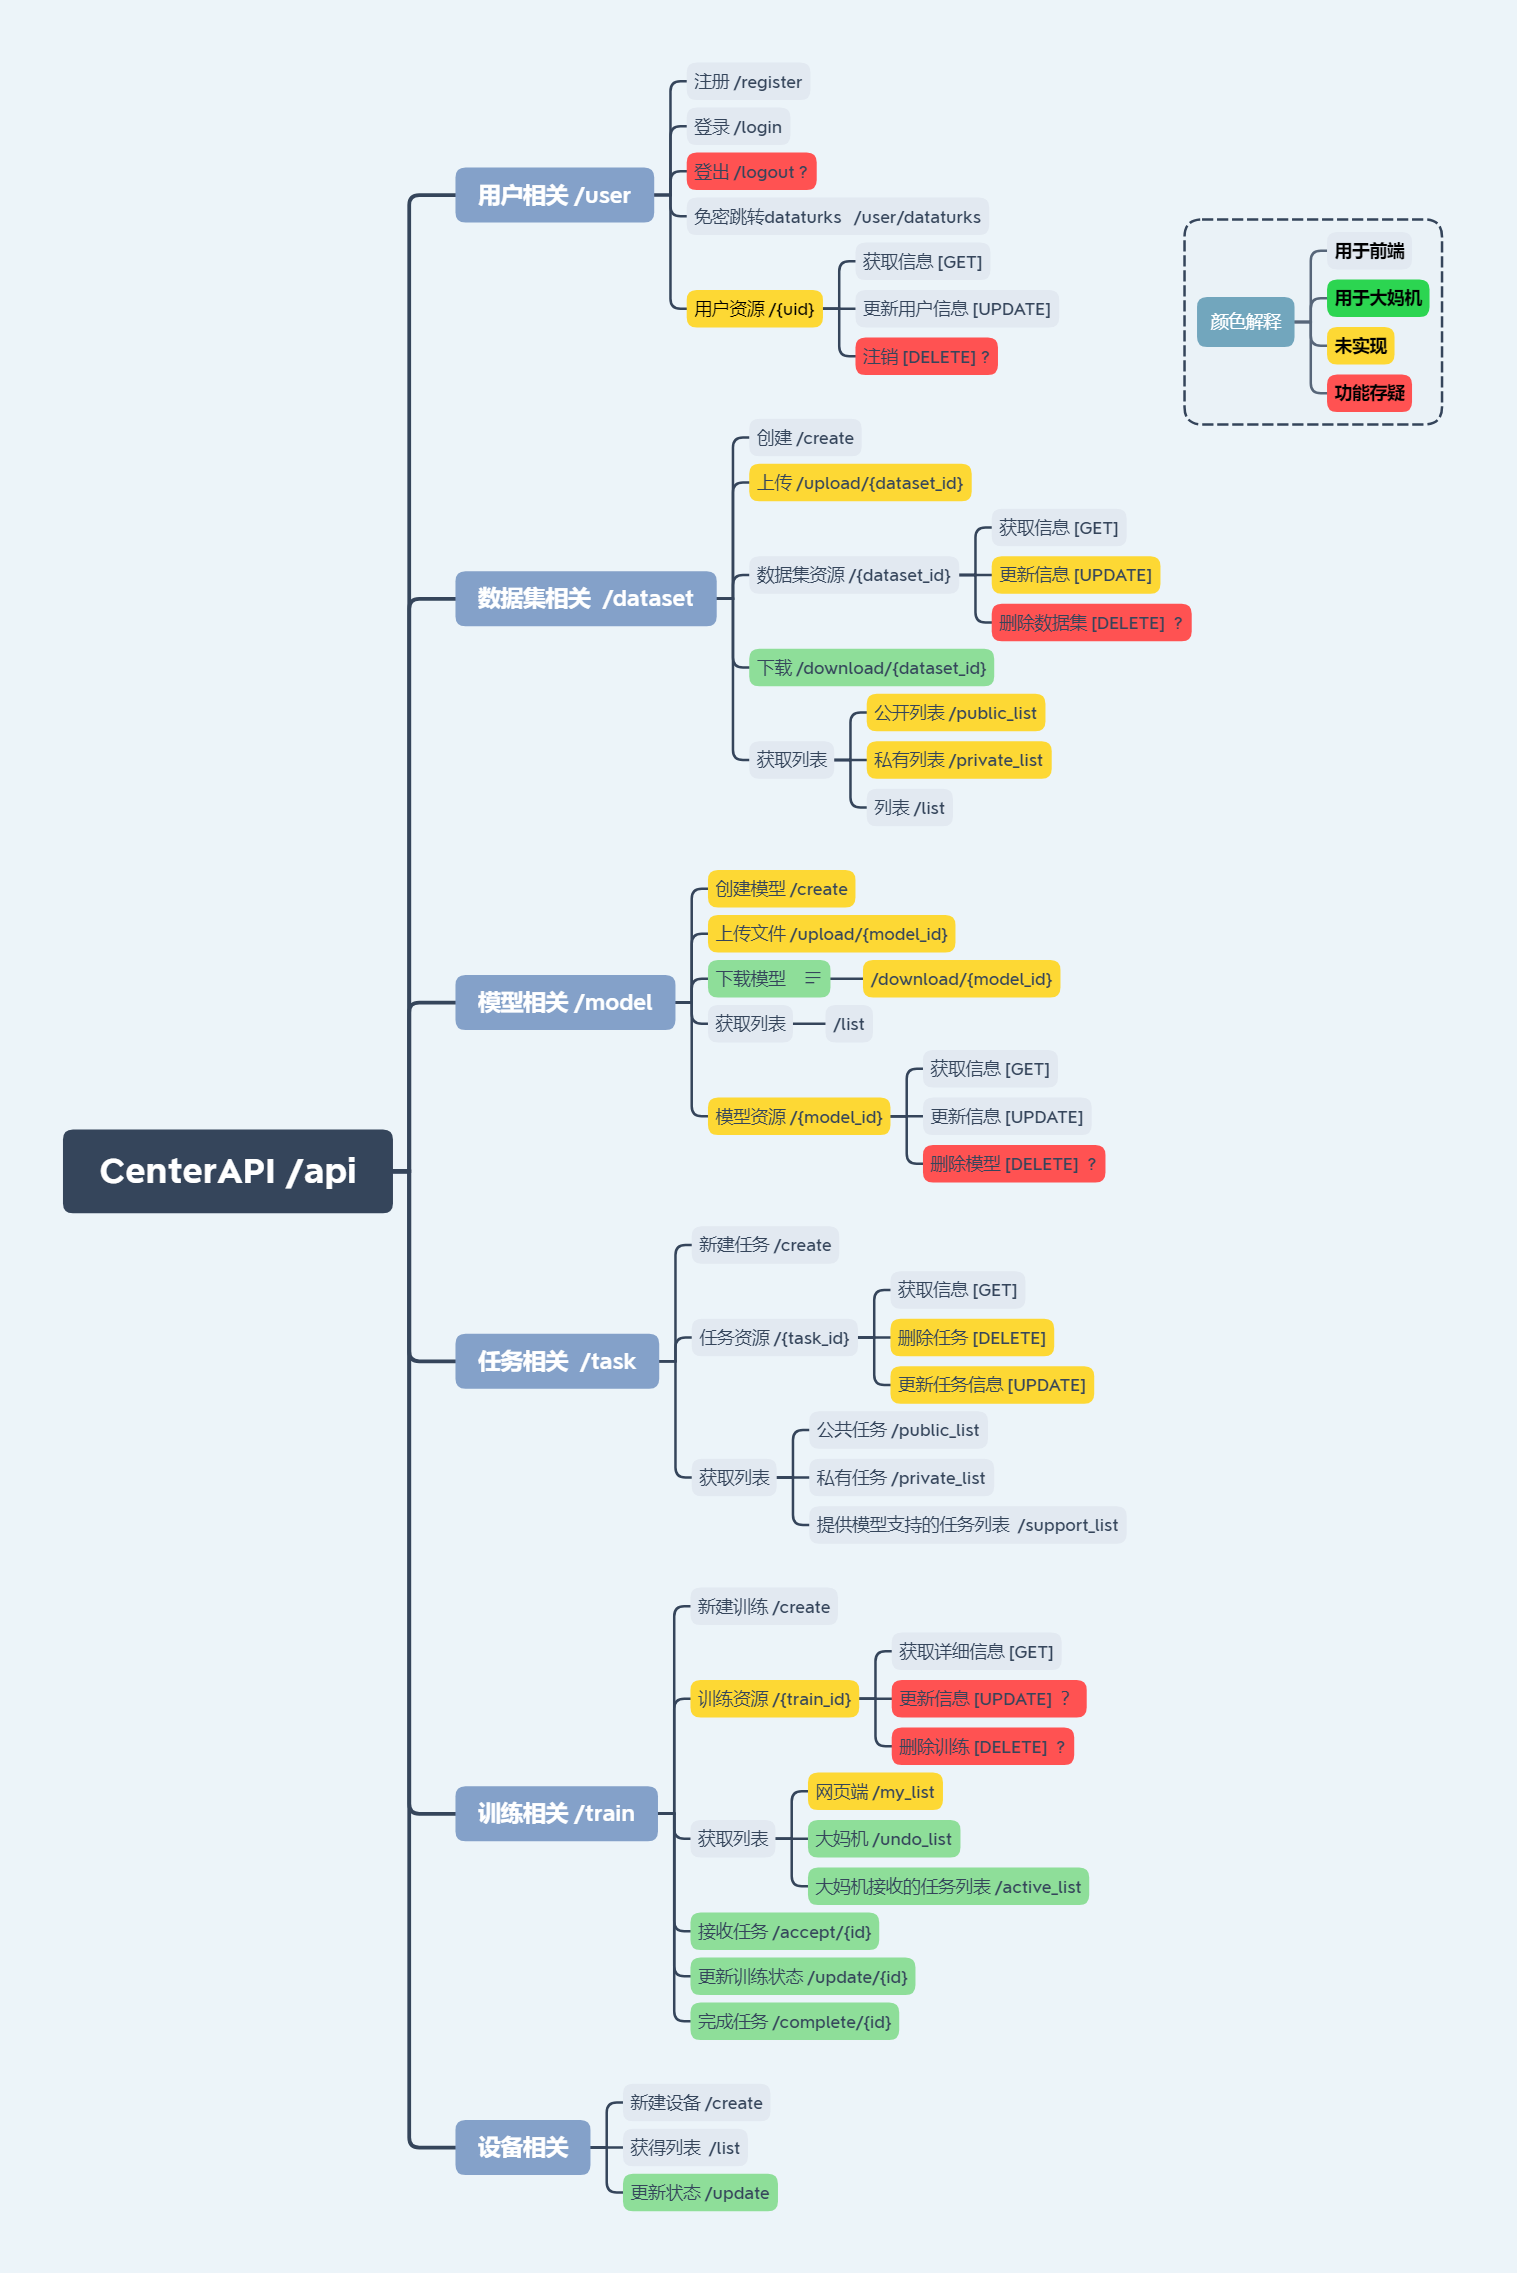 注册 /register
登录 /login
登出 /logout ?
免密跳转dataturks /user/dataturks
用户相关 /user
获取信息 [GET]
用户资源 /{uid}
更新用户信息 [UPDATE]
注销 [DELETE] ?
颜色解释
用于前端
用于大妈机
未实现
功能存疑
创建 /create
上传 /upload/{dataset_id}
获取信息 [GET]
数据集资源 /{dataset_id}
更新信息 [UPDATE]
数据集相关 /dataset
删除数据集 [DELETE] ?
下载 /download/{dataset_id}
公开列表 /public_list
获取列表
私有列表 /private_list
列表 /list
创建模型 /create
上传文件 /upload/{model_id}
下载模型
/download/{model_id}
模型相关 /model
获取列表
/list
获取信息 [GET]
模型资源 /{model_id}
更新信息 [UPDATE]
删除模型 [DELETE] ?
CenterAPI /api
新建任务 /create
获取信息 [GET]
任务资源 /{task_id}
删除任务 [DELETE]
任务相关 /task
更新任务信息 [UPDATE]
公共任务 /public_list
获取列表
私有任务 /private_list
提供模型支持的任务列表 /support_list
新建训练 /create
获取详细信息 [GET]
训练资源 /{train_id}
更新信息 [UPDATE] ？
删除训练 [DELETE] ?
网页端 /my_list
训练相关 /train
获取列表
大妈机 /undo_list
大妈机接收的任务列表 /active_list
接收任务 /accept/{id}
更新训练状态 /update/{id}
完成任务 /complete/{id}
新建设备 /create
设备相关
获得列表 /list
更新状态 /update